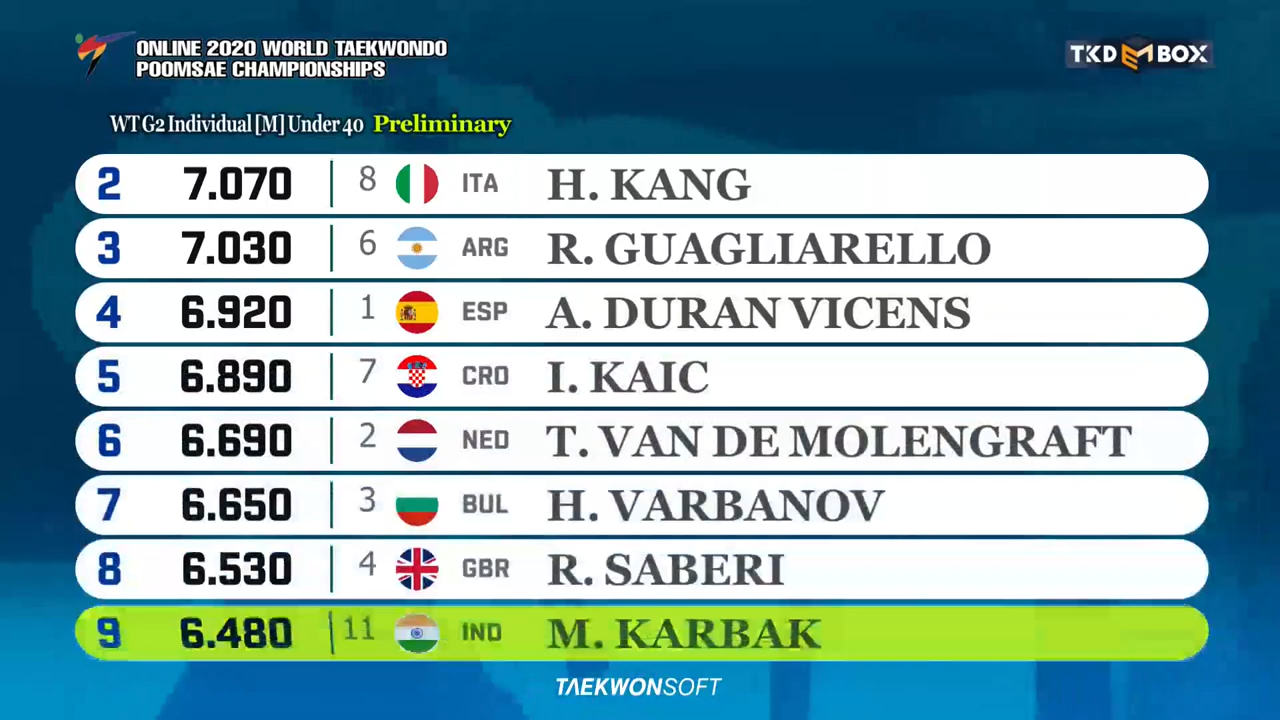 ONLINE 2020 WORLD TAEKWONDO
POOMSAE CHAMPIONSHIPS
TKD BOX
WT G2 Individual [M] Under 40 Preliminary
2 7.070 8 ITA H. KANG
3 7.030 6 ARG R. GUAGLIARELLO
4 6.920 1 ESP A. DURAN VICENS
5 6.890 7 CRO I. KAIC
6 6.690 2 NED T. VAN DE MOLENGRAFT
7 6.650 3 BUL H. VARBANOV
8 6.530 4 GBR R. SABERI
9 6.480 11 IND M. KARBAK
TAEKWONSOFT